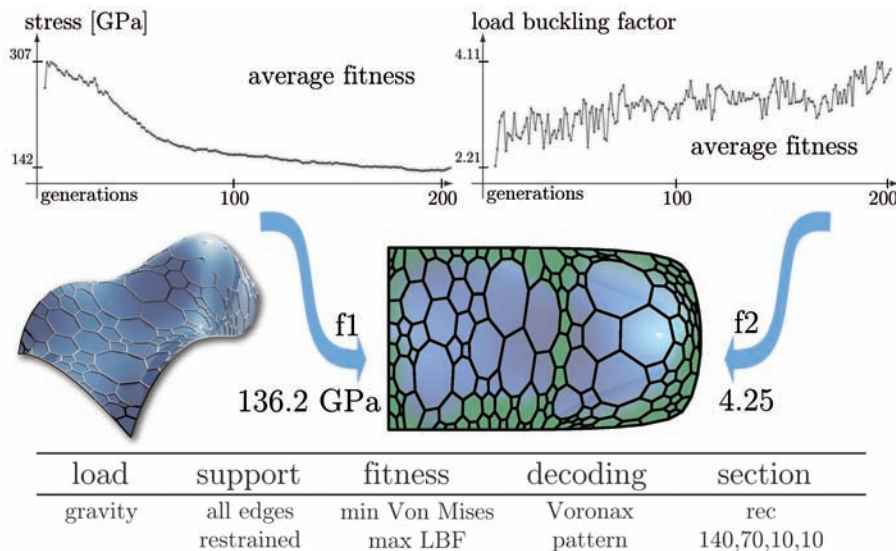 stress [GPa]
307
average fitness
142
generations
100
200
load buckling factor
4.11
average fitness
2.21
generations
100
200
f1
136.2 GPa
f2
4.25
load support fitness decoding section
gravity all edges min Von Mises Voronax rec
restrained max LBF pattern 140,70,10,10